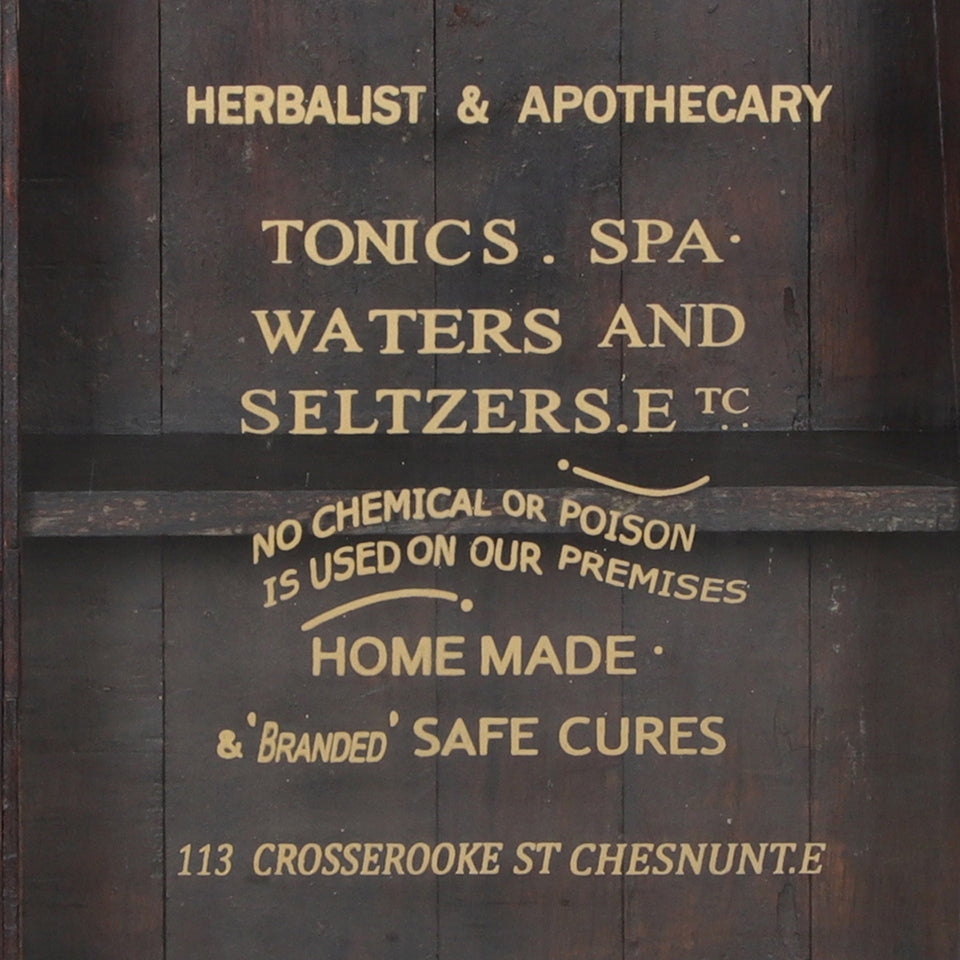 HERBALIST & APOTHECARY
TONICS . SPA·
WATERS AND
SELTZERS.E TC
NO CHEMICAL OR POISON
IS USED ON OUR PREMISES
HOME MADE ·
& 'BRANDED' SAFE CURES
113 CROSSEROOKE ST CHESNUNT.E